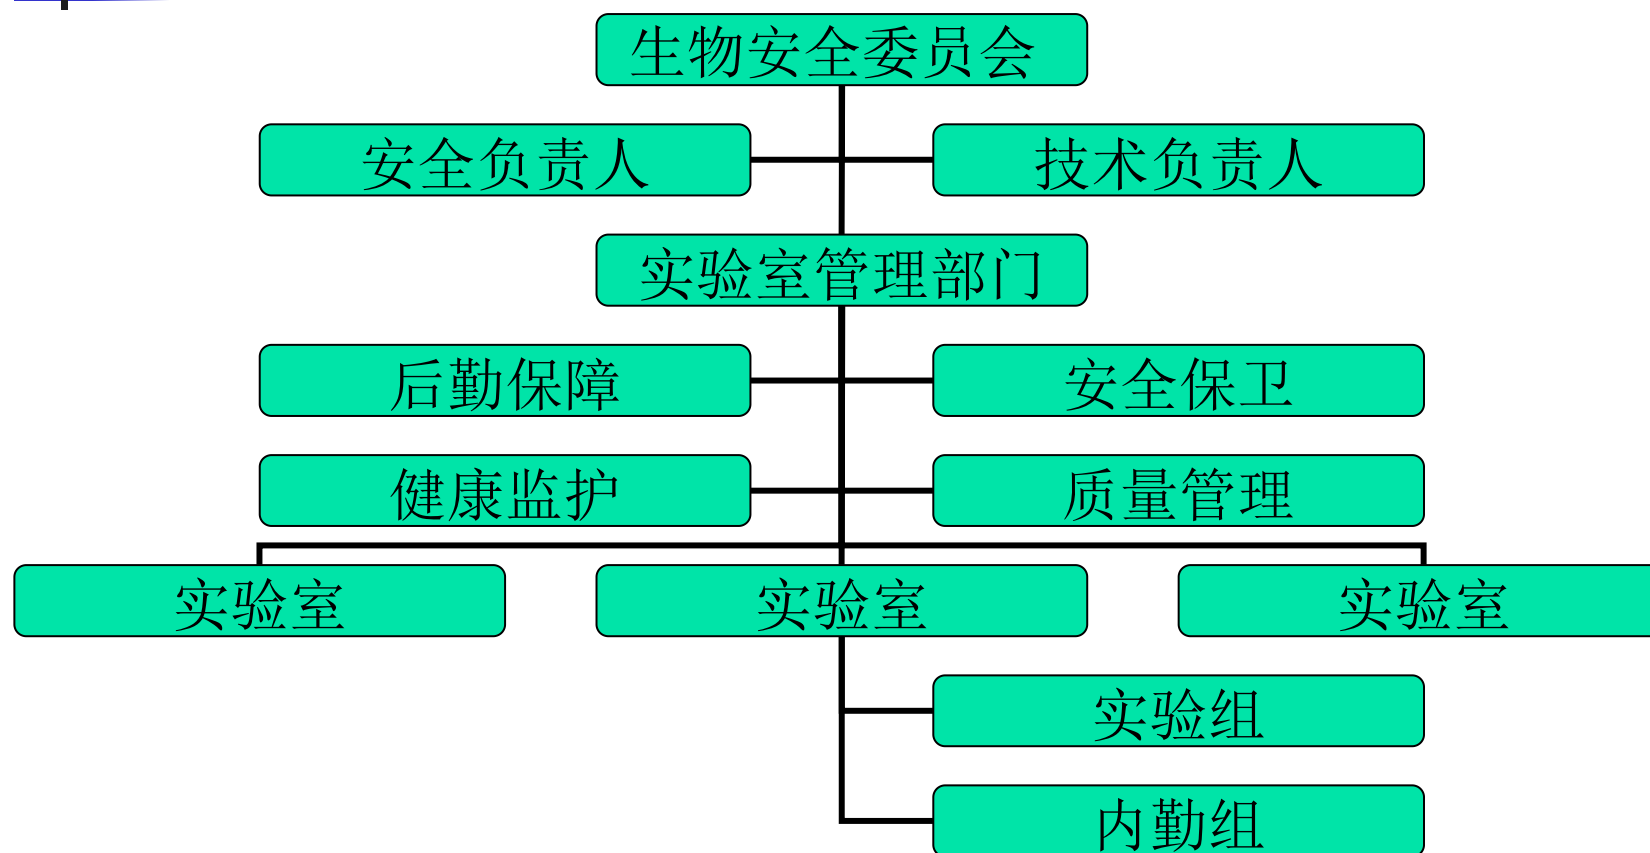 生物安全委员会
安全负责人
技术负责人
实验室管理部门
后勤保障
安全保卫
健康监护
质量管理
实验室
实验室
实验室
实验组
内勤组